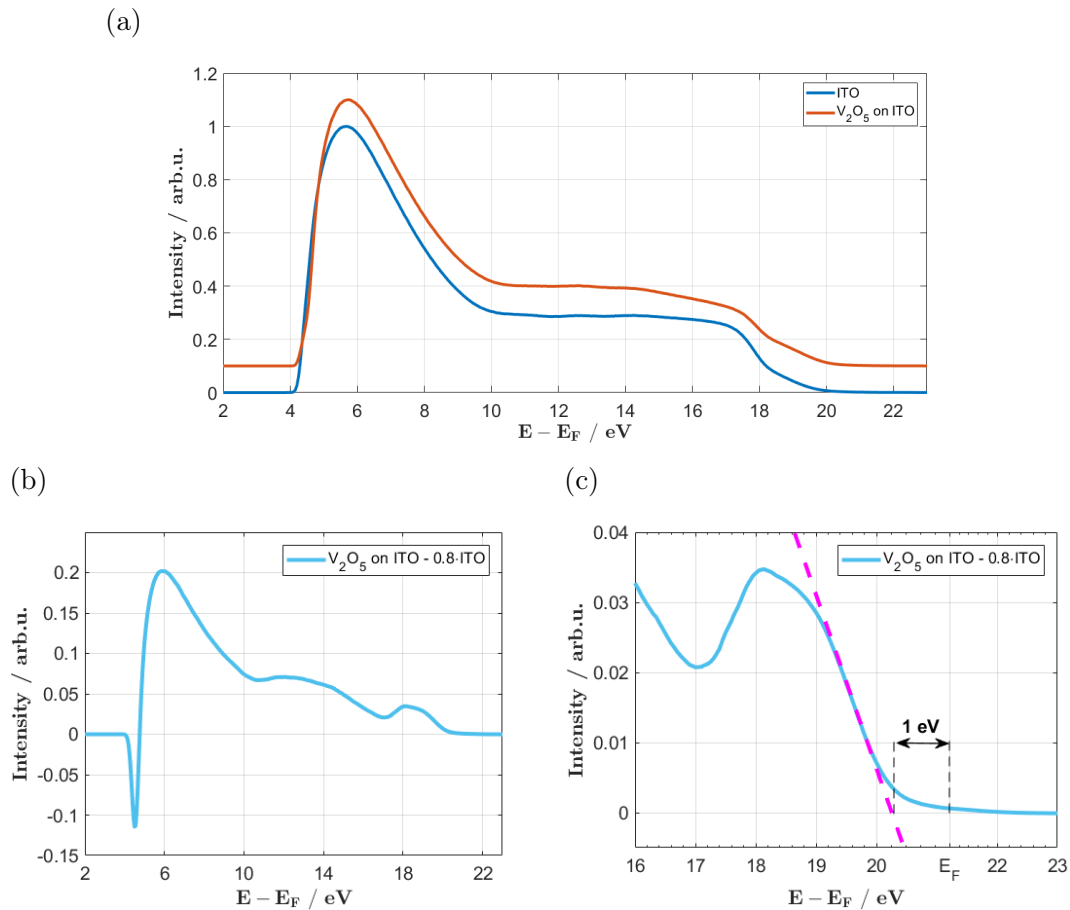 (a)
1.2
1
0.8
0.6
0.4
0.2
0
Intensity / arb.u.
ITO
V₂O₅ on ITO
2 4 6 8 10 12 14 16 18 20 22
E − E_F / eV
(b)
0.2
0.15
0.1
0.05
0
-0.05
-0.1
-0.15
Intensity / arb.u.
V₂O₅ on ITO - 0.8·ITO
2 6 10 14 18 22
E − E_F / eV
(c)
0.04
0.03
0.02
0.01
0
Intensity / arb.u.
V₂O₅ on ITO - 0.8·ITO
1 eV
16 17 18 19 20 E_F 22 23
E − E_F / eV